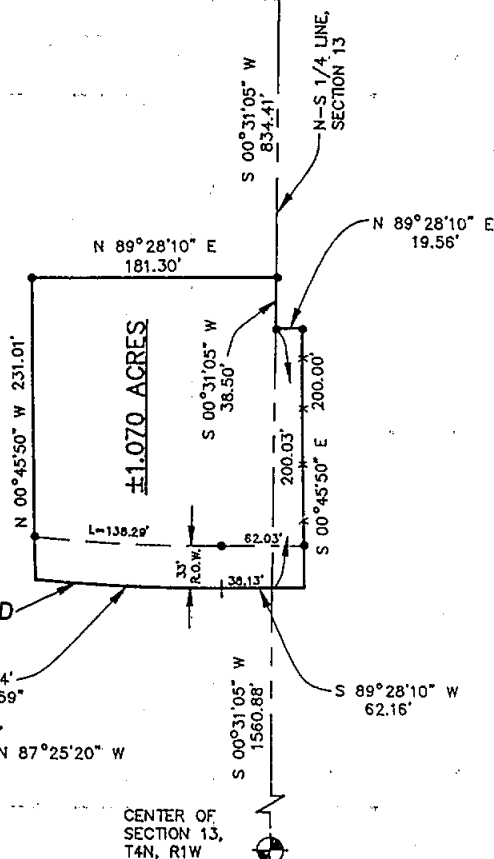 S 00°31'05" W
834.41'
N-S 1/4 LINE,
SECTION 13
N 89°28'10" E
19.56'
N 89°28'10" E
181.30'
N 00°45'50" W 231.01'
±1.070 ACRES
S 00°31'05" W
38.50'
200.00'
200.03'
S 00°45'50" E
L=138.29'
62.03'
33'
R.O.W.
38.13'
D
4'
59"
N 87°25'20" W
S 89°28'10" W
62.16'
S 00°31'05" W
1560.88'
CENTER OF
SECTION 13,
T4N, R1W